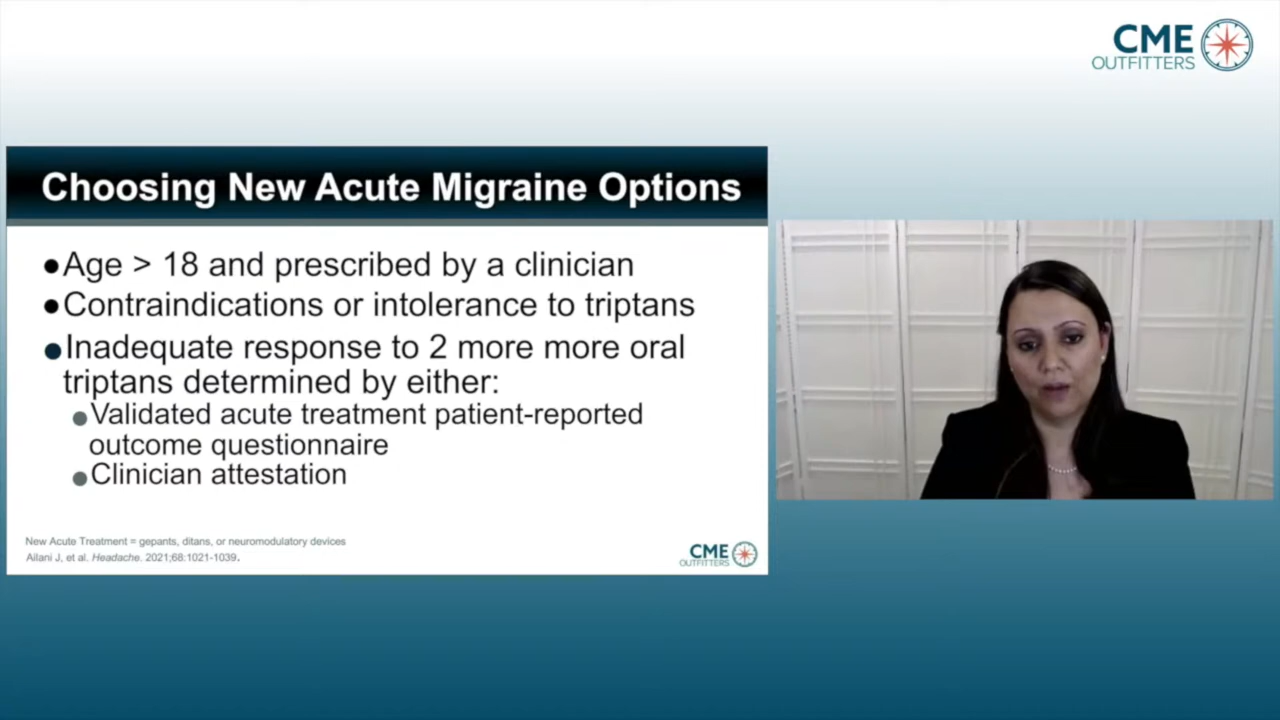 CME
OUTFITTERS
Choosing New Acute Migraine Options
●Age > 18 and prescribed by a clinician
●Contraindications or intolerance to triptans
●Inadequate response to 2 more more oral
triptans determined by either:
●Validated acute treatment patient-reported
outcome questionnaire
●Clinician attestation
New Acute Treatment = gepants, ditans, or neuromodulatory devices
Ailani J, et al. Headache. 2021;68:1021-1039.
CME
OUTFITTERS